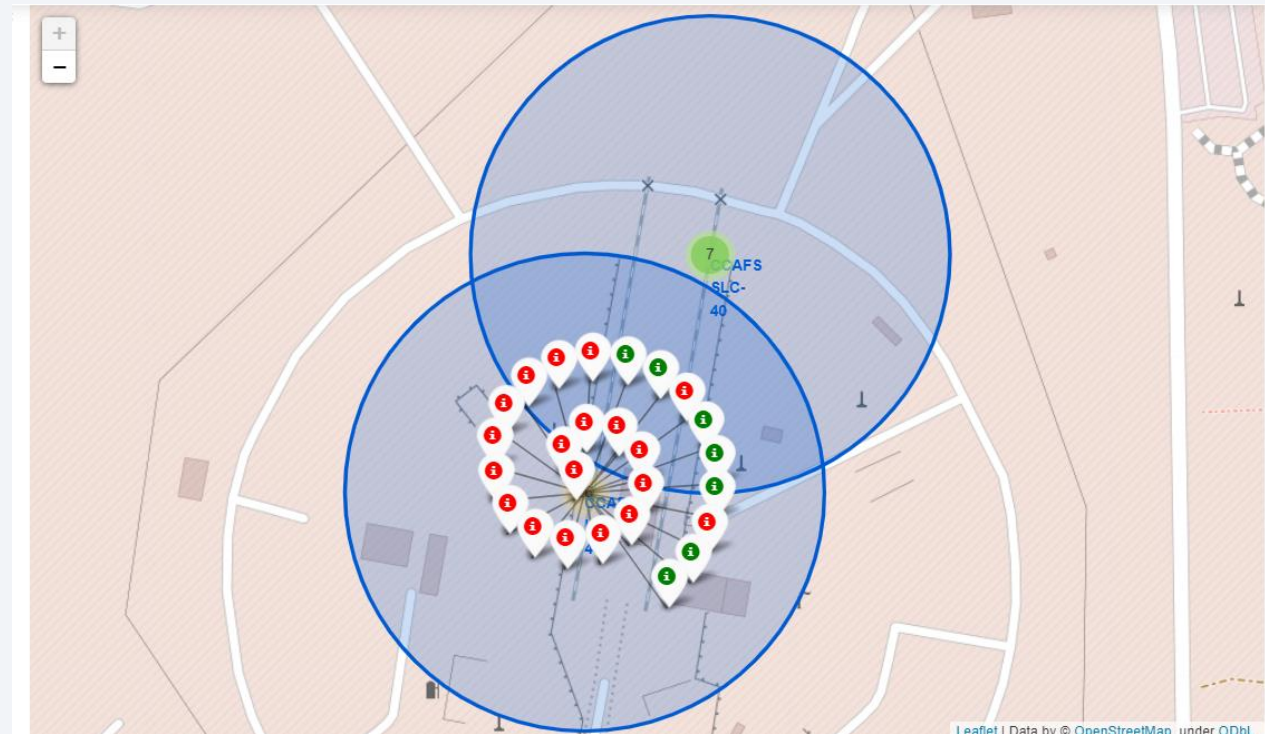 +
−
7
CCAFS
SLC-
40
Leaflet | Data by © OpenStreetMap, under ODbL.